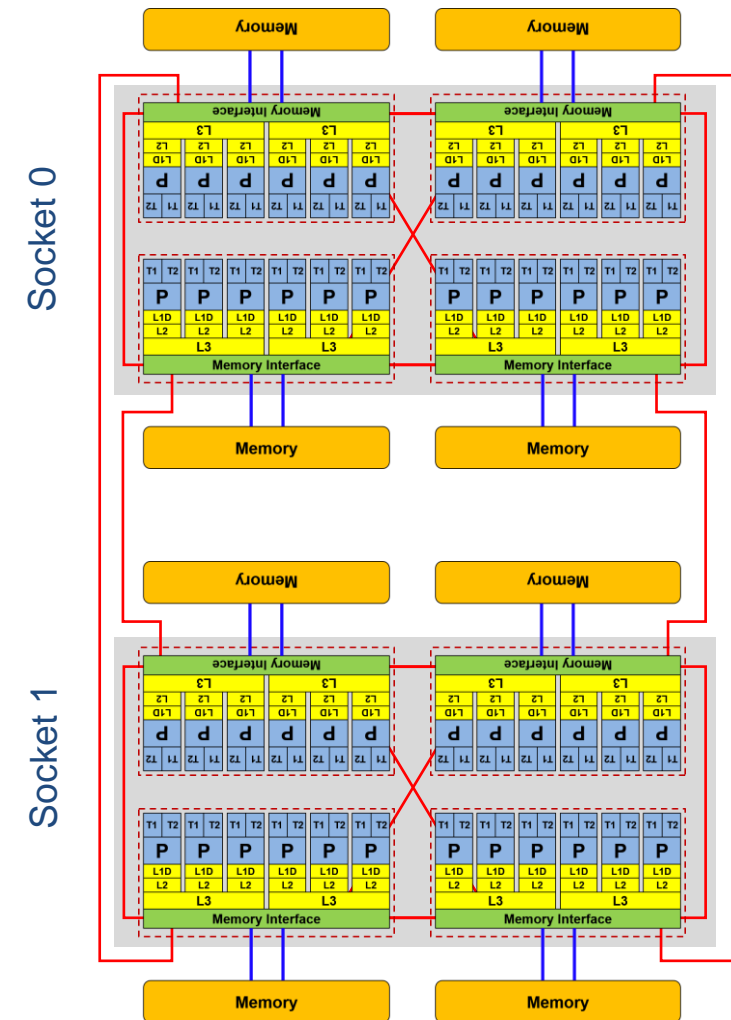 Memory Memory
Socket 0
Memory Interface Memory Interface
L3 L3 L3 L3
L2 L2 L2 L2 L2 L2 L2 L2 L2 L2 L2 L2
L1D L1D L1D L1D L1D L1D L1D L1D L1D L1D L1D L1D
P P P P P P P P P P P P
T2 T1 T2 T1 T2 T1 T2 T1 T2 T1 T2 T1 T2 T1 T2 T1 T2 T1 T2 T1 T2 T1 T2 T1
T1 T2 T1 T2 T1 T2 T1 T2 T1 T2 T1 T2 T1 T2 T1 T2 T1 T2 T1 T2 T1 T2 T1 T2
P P P P P P P P P P P P
L1D L1D L1D L1D L1D L1D L1D L1D L1D L1D L1D L1D
L2 L2 L2 L2 L2 L2 L2 L2 L2 L2 L2 L2
L3 L3 L3 L3
Memory Interface Memory Interface
Memory Memory
Memory Memory
Socket 1
Memory Interface Memory Interface
L3 L3 L3 L3
L2 L2 L2 L2 L2 L2 L2 L2 L2 L2 L2 L2
L1D L1D L1D L1D L1D L1D L1D L1D L1D L1D L1D L1D
P P P P P P P P P P P P
T2 T1 T2 T1 T2 T1 T2 T1 T2 T1 T2 T1 T2 T1 T2 T1 T2 T1 T2 T1 T2 T1 T2 T1
T1 T2 T1 T2 T1 T2 T1 T2 T1 T2 T1 T2 T1 T2 T1 T2 T1 T2 T1 T2 T1 T2 T1 T2
P P P P P P P P P P P P
L1D L1D L1D L1D L1D L1D L1D L1D L1D L1D L1D L1D
L2 L2 L2 L2 L2 L2 L2 L2 L2 L2 L2 L2
L3 L3 L3 L3
Memory Interface Memory Interface
Memory Memory